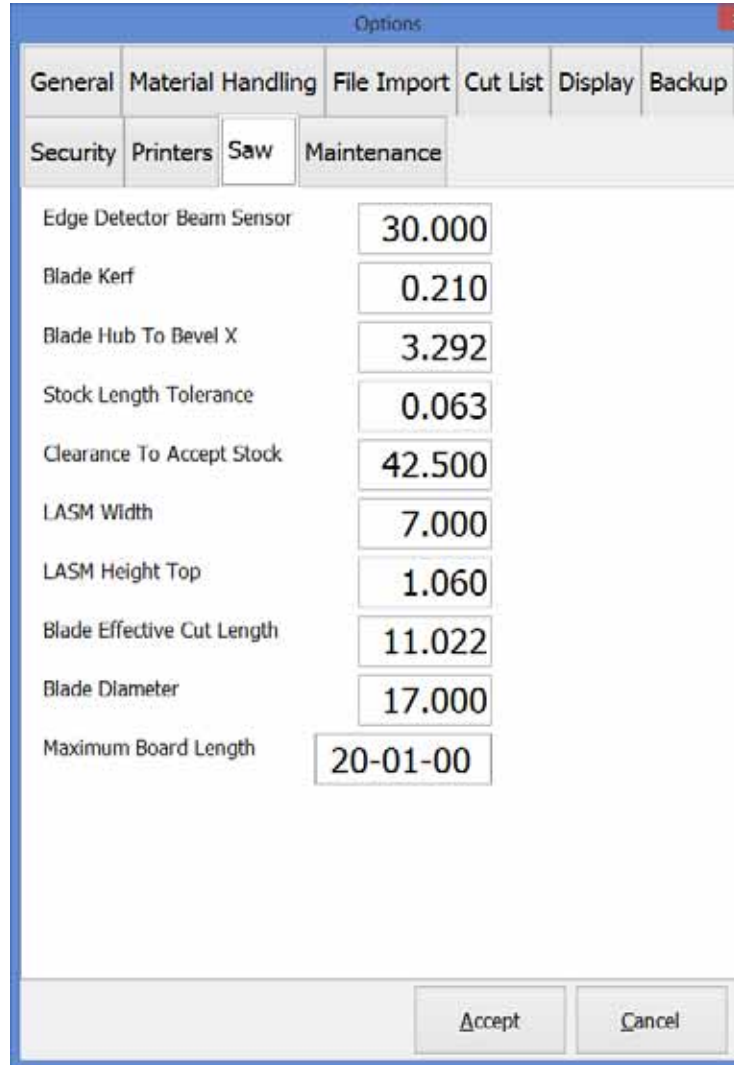 Options
General Material Handling File Import Cut List Display Backup
Security Printers Saw Maintenance
Edge Detector Beam Sensor 30.000
Blade Kerf 0.210
Blade Hub To Bevel X 3.292
Stock Length Tolerance 0.063
Clearance To Accept Stock 42.500
LASM Width 7.000
LASM Height Top 1.060
Blade Effective Cut Length 11.022
Blade Diameter 17.000
Maximum Board Length 20-01-00
Accept Cancel